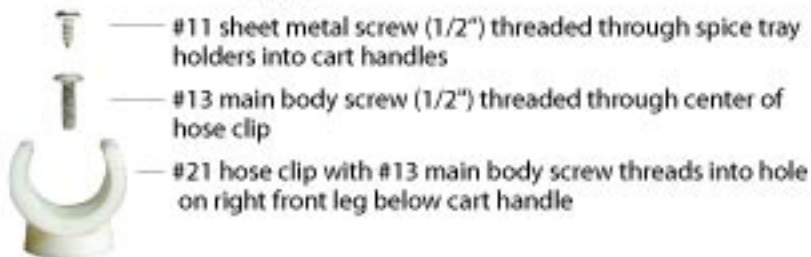 #11 sheet metal screw (1/2") threaded through spice tray
holders into cart handles
#13 main body screw (1/2") threaded through center of
hose clip
#21 hose clip with #13 main body screw threads into hole
on right front leg below cart handle